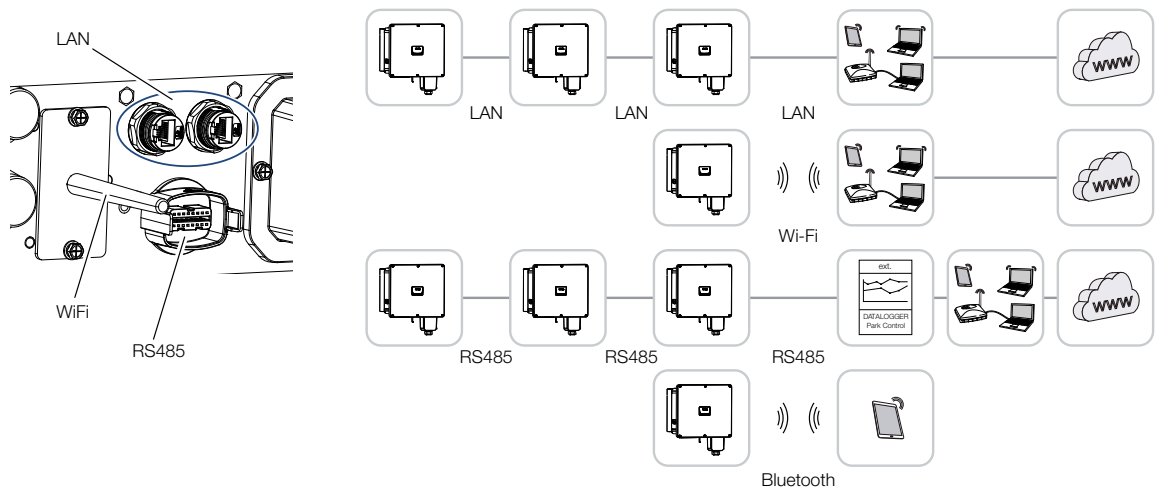 LAN
WiFi
RS485
LAN
LAN
LAN
www
Wi-Fi
www
RS485
RS485
RS485
ext.
DATALOGGER
Park Control
www
Bluetooth